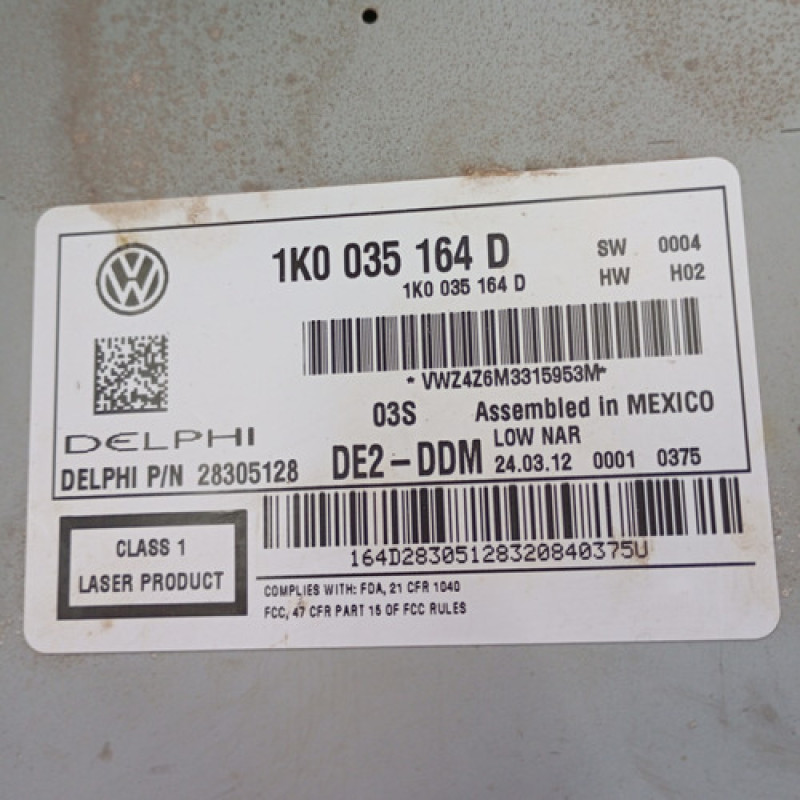 1K0 035 164 D
SW 0004
1K0 035 164 D
HW H02
* VWZ4Z6M3315953M*
03S Assembled in MEXICO
DELPHI
LOW NAR
DELPHI P/N 28305128 DE2-DDM 24.03.12 0001 0375
164D28305128320840375U
CLASS 1
LASER PRODUCT
COMPLIES WITH: FDA, 21 CFR 1040
FCC, 47 CFR PART 15 OF FCC RULES